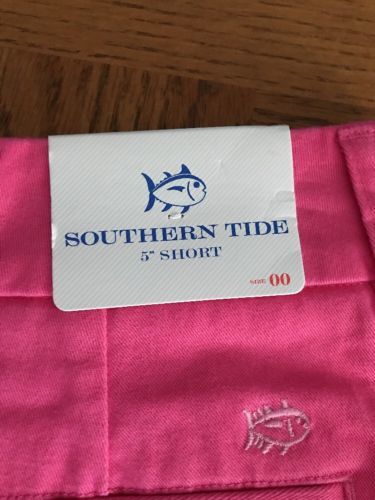 SOUTHERN TIDE
5" SHORT
SIZE 00